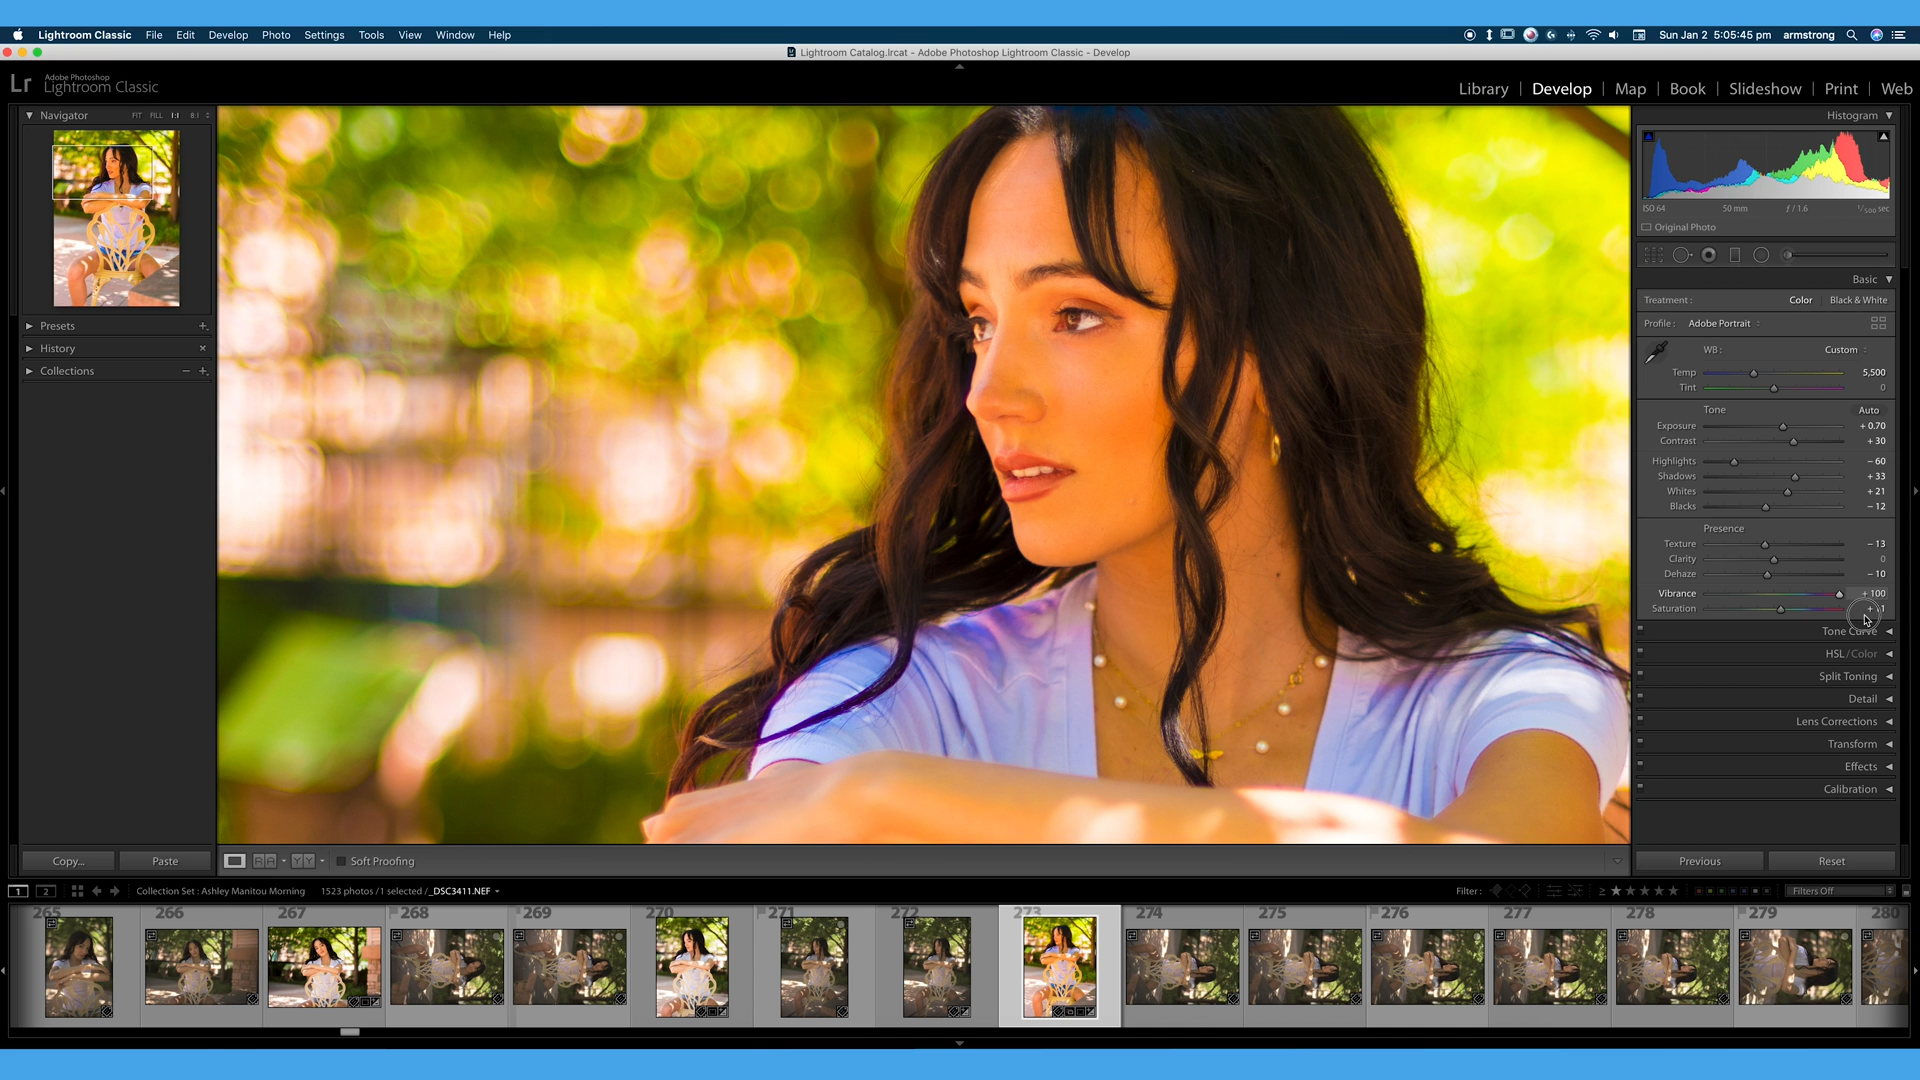 Lightroom Classic File Edit Develop Photo Settings Tools View Window Help
Sun Jan 2 5:05:45 pm armstrong
Lightroom Catalog.lrcat - Adobe Photoshop Lightroom Classic - Develop
Lr
Adobe Photoshop
Lightroom Classic
Library | Develop | Map | Book | Slideshow | Print | Web
Navigator FIT FILL 1:1 8:1
Presets
History
Collections
Copy...
Paste
Histogram
ISO 64 50 mm ƒ / 1.6 1/500 sec
Original Photo
Basic
Treatment : Color Black & White
Profile : Adobe Portrait
WB : Custom
Temp 5,500
Tint 0
Tone Auto
Exposure + 0.70
Contrast + 30
Highlights − 60
Shadows + 33
Whites + 21
Blacks − 12
Presence
Texture − 13
Clarity 0
Dehaze − 10
Vibrance + 100
Saturation
Tone Curve
HSL / Color
Split Toning
Detail
Lens Corrections
Transform
Effects
Calibration
Previous
Reset
Soft Proofing
1 2
Collection Set : Ashley Manitou Morning 1523 photos / 1 selected / _DSC3411.NEF
Filter : Filters Off
265 266 267 268 269 270 271 272 273 274 275 276 277 278 279 280